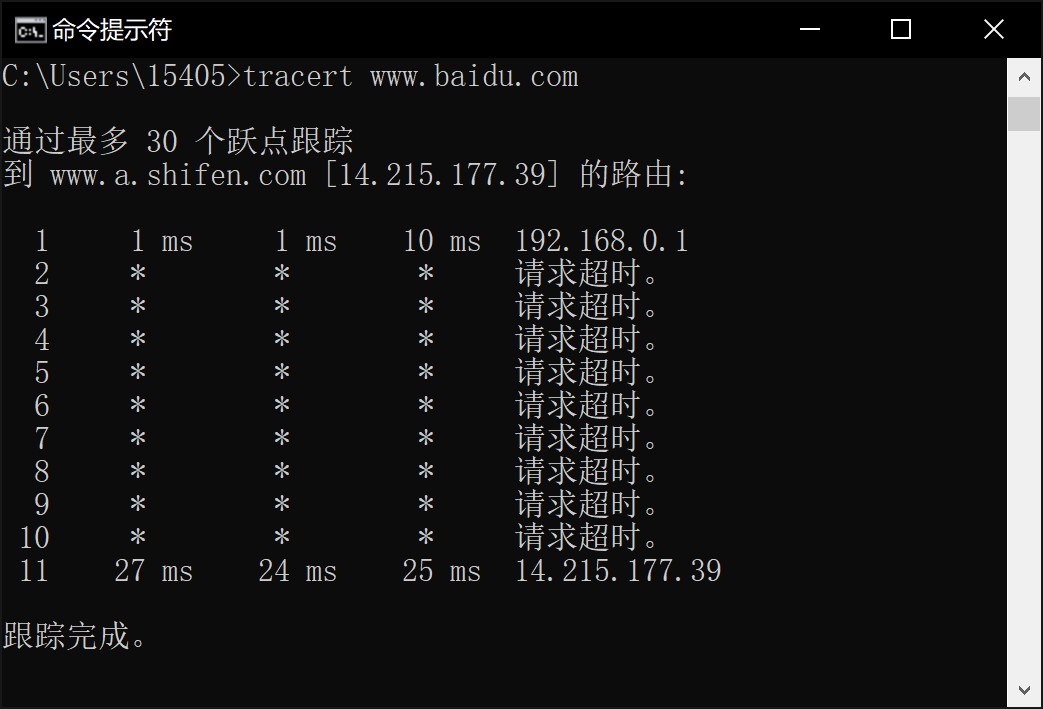 命令提示符
C:\Users\15405>tracert www.baidu.com
通过最多 30 个跃点跟踪
到 www.a.shifen.com [14.215.177.39] 的路由:
1 1 ms 1 ms 10 ms 192.168.0.1
2 * * * 请求超时。
3 * * * 请求超时。
4 * * * 请求超时。
5 * * * 请求超时。
6 * * * 请求超时。
7 * * * 请求超时。
8 * * * 请求超时。
9 * * * 请求超时。
10 * * * 请求超时。
11 27 ms 24 ms 25 ms 14.215.177.39
跟踪完成。